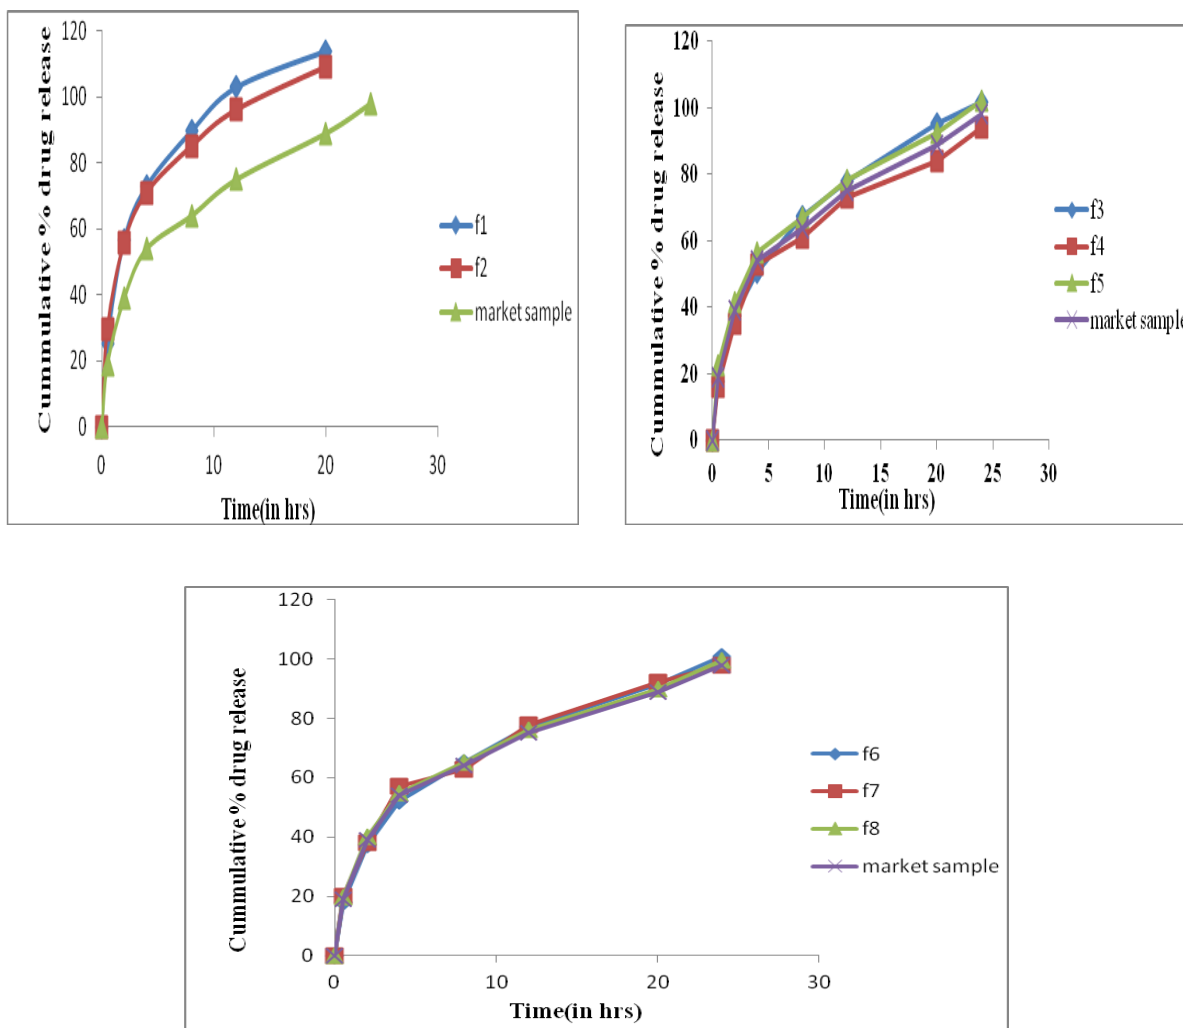 Cummulative % drug release
120
100
80
60
40
20
0
0
10
20
30
Time(in hrs)
f1
f2
market sample
Cummulative % drug release
120
100
80
60
40
20
0
0
5
10
15
20
25
30
Time(in hrs)
f3
f4
f5
market sample
Cummulative % drug release
120
100
80
60
40
20
0
0
10
20
30
Time(in hrs)
f6
f7
f8
market sample